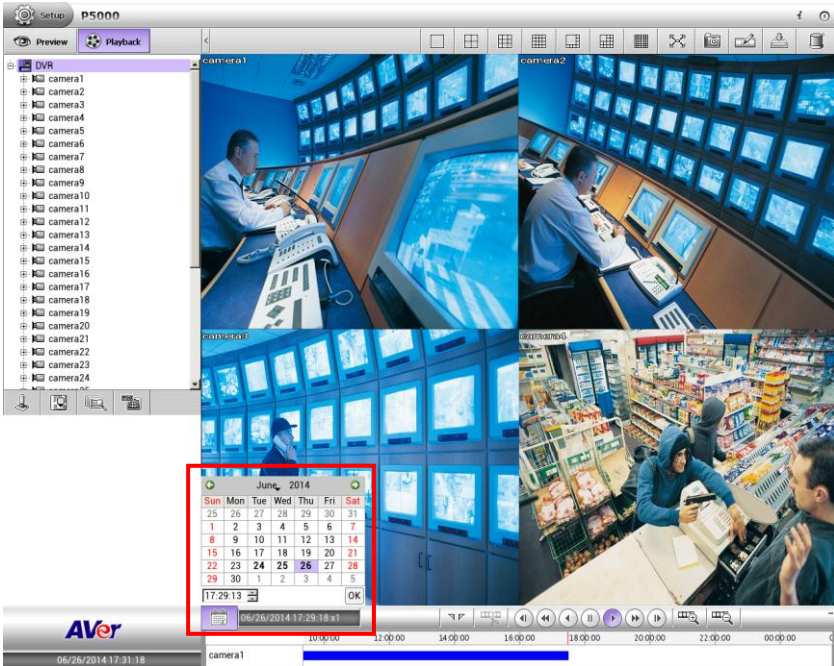 Setup P5000 i
Preview Playback <
DVR
camera1
camera2
camera3
camera4
camera5
camera6
camera7
camera8
camera9
camera10
camera11
camera12
camera13
camera14
camera15
camera16
camera17
camera18
camera19
camera20
camera21
camera22
camera23
camera24
camera25
camera1
camera2
camera3
camera4
June 2014
Sun Mon Tue Wed Thu Fri Sat
25 26 27 28 29 30 31
1 2 3 4 5 6 7
8 9 10 11 12 13 14
15 16 17 18 19 20 21
22 23 24 25 26 27 28
29 30 1 2 3 4 5
17:29:13 OK
06/26/2014 17:29:18 x1
AVer
06/26/2014 17:31:18
10:00:00 12:00:00 14:00:00 16:00:00 18:00:00 20:00:00 22:00:00 00:00:00
camera1